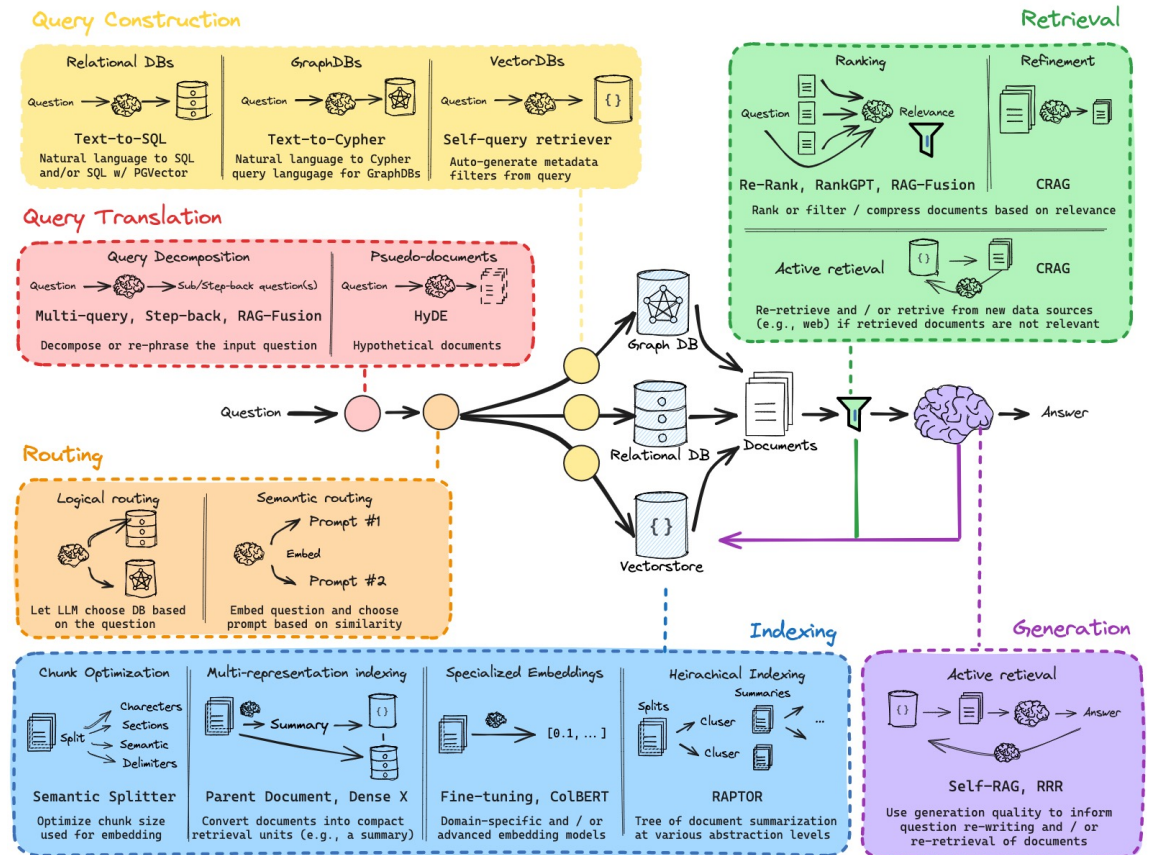 Query Construction
Relational DBs
Question
Text-to-SQL
Natural language to SQL
and/or SQL w/ PGVector
GraphDBs
Question
Text-to-Cypher
Natural language to Cypher
query langugage for GraphDBs
VectorDBs
Question
{}
Self-query retriever
Auto-generate metadata
filters from query
Retrieval
Ranking
Question
Relevance
Re-Rank, RankGPT, RAG-Fusion
Refinement
CRAG
Rank or filter / compress documents based on relevance
Active retieval
{}
CRAG
Re-retrieve and / or retrive from new data sources
(e.g., web) if retrieved documents are not relevant
Query Translation
Query Decomposition
Question
Sub/Step-back question(s)
Multi-query, Step-back, RAG-Fusion
Decompose or re-phrase the input question
Psuedo-documents
Question
HyDE
Hypothetical documents
Question
Graph DB
Relational DB
{}
Vectorstore
Documents
Answer
Routing
Logical routing
Let LLM choose DB based
on the question
Semantic routing
Prompt #1
Embed
Prompt #2
Embed question and choose
prompt based on similarity
Indexing
Chunk Optimization
Split
Charecters
Sections
Semantic
Delimiters
Semantic Splitter
Optimize chunk size
used for embedding
Multi-representation indexing
Summary
{}
Parent Document, Dense X
Convert documents into compact
retrieval units (e.g., a summary)
Specialized Embeddings
[0.1, ... ]
Fine-tuning, ColBERT
Domain-specific and / or
advanced embedding models
Heirachical Indexing
Summaries
Splits
Cluser
Cluser
...
RAPTOR
Tree of document summarization
at various abstraction levels
Generation
Active retieval
{}
Answer
Self-RAG, RRR
Use generation quality to inform
question re-writing and / or
re-retrieval of documents